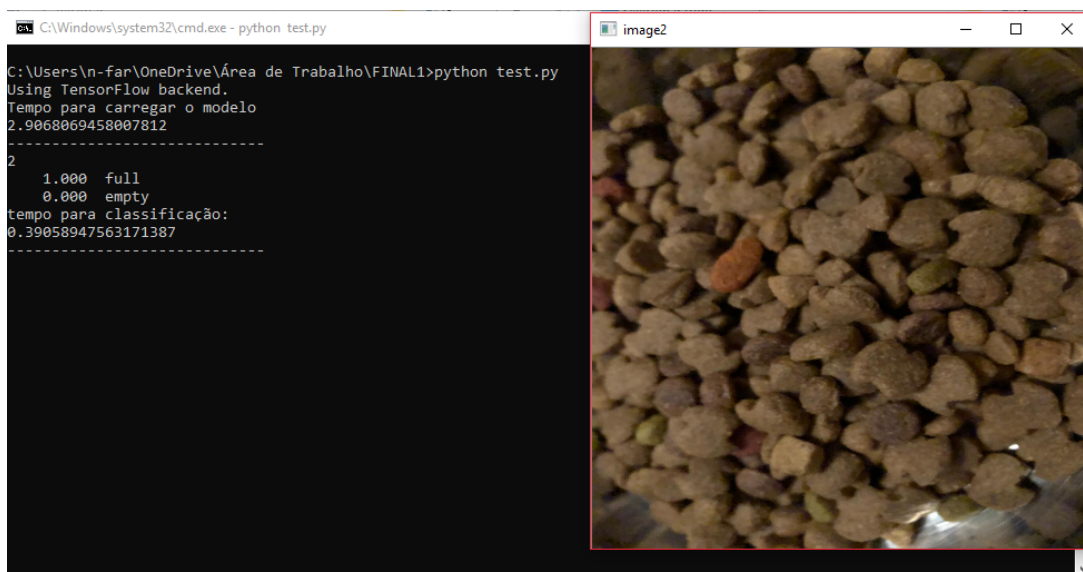 C:\Windows\system32\cmd.exe - python test.py
image2
C:\Users\n-far\OneDrive\Área de Trabalho\FINAL1>python test.py
Using TensorFlow backend.
Tempo para carregar o modelo
2.9068069458007812
-----------------------------
2
    1.000  full
    0.000  empty
tempo para classificação:
0.39058947563171387
-----------------------------